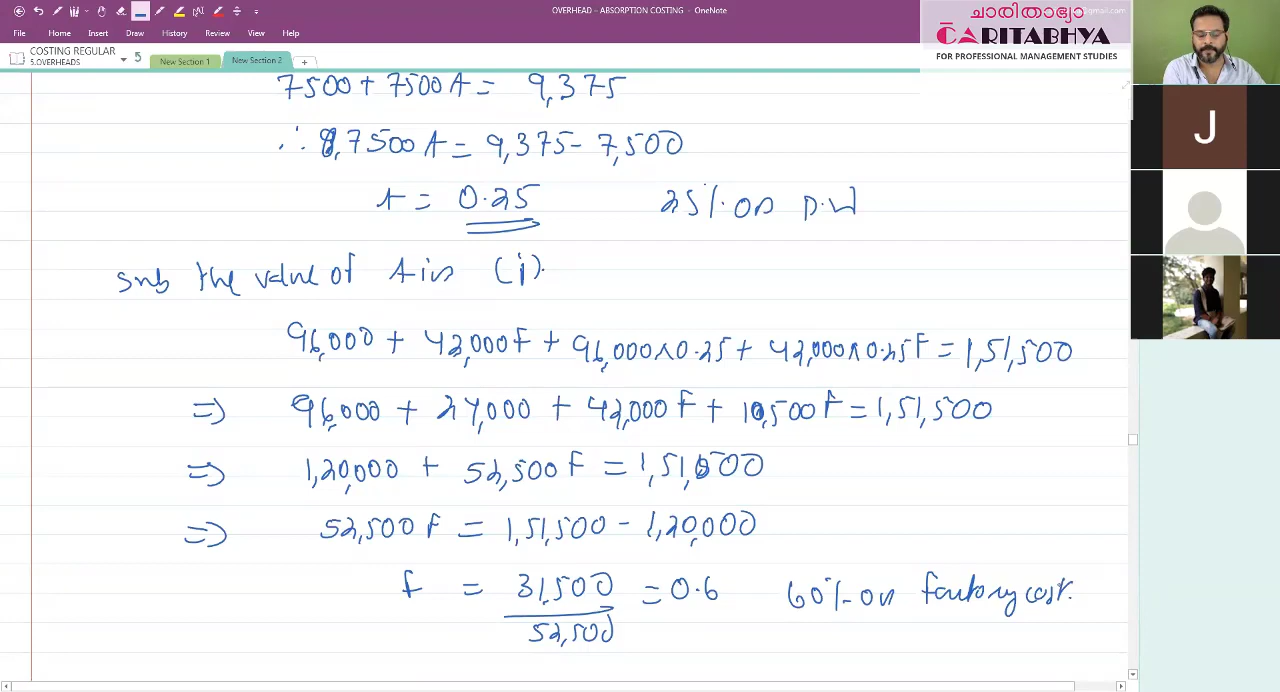 OVERHEAD – ABSORPTION COSTING - OneNote
ചാരിതാഭ്യാ
CARITABHYA
FOR PROFESSIONAL MANAGEMENT STUDIES
File Home Insert Draw History Review View Help
COSTING REGULAR
5.OVERHEADS
5
New Section 1
New Section 2
+
7500 + 7500 A = 9,375
∴ 7500 A = 9,375 - 7,500
A = 0.25 25% on
sub the value of A in (i).
96,000 + 42,000 F + 96,000 x 0.25 + 42,000 x 0.25 F = 1,51,500
⇒ 96,000 + 24,000 + 42,000 F + 10,500 F = 1,51,500
⇒ 1,20,000 + 52,500 F = 1,51,500
⇒ 52,500 F = 1,51,500 - 1,20,000
F = 31,500 = 0.6 60% on factory cost.
52,500
J